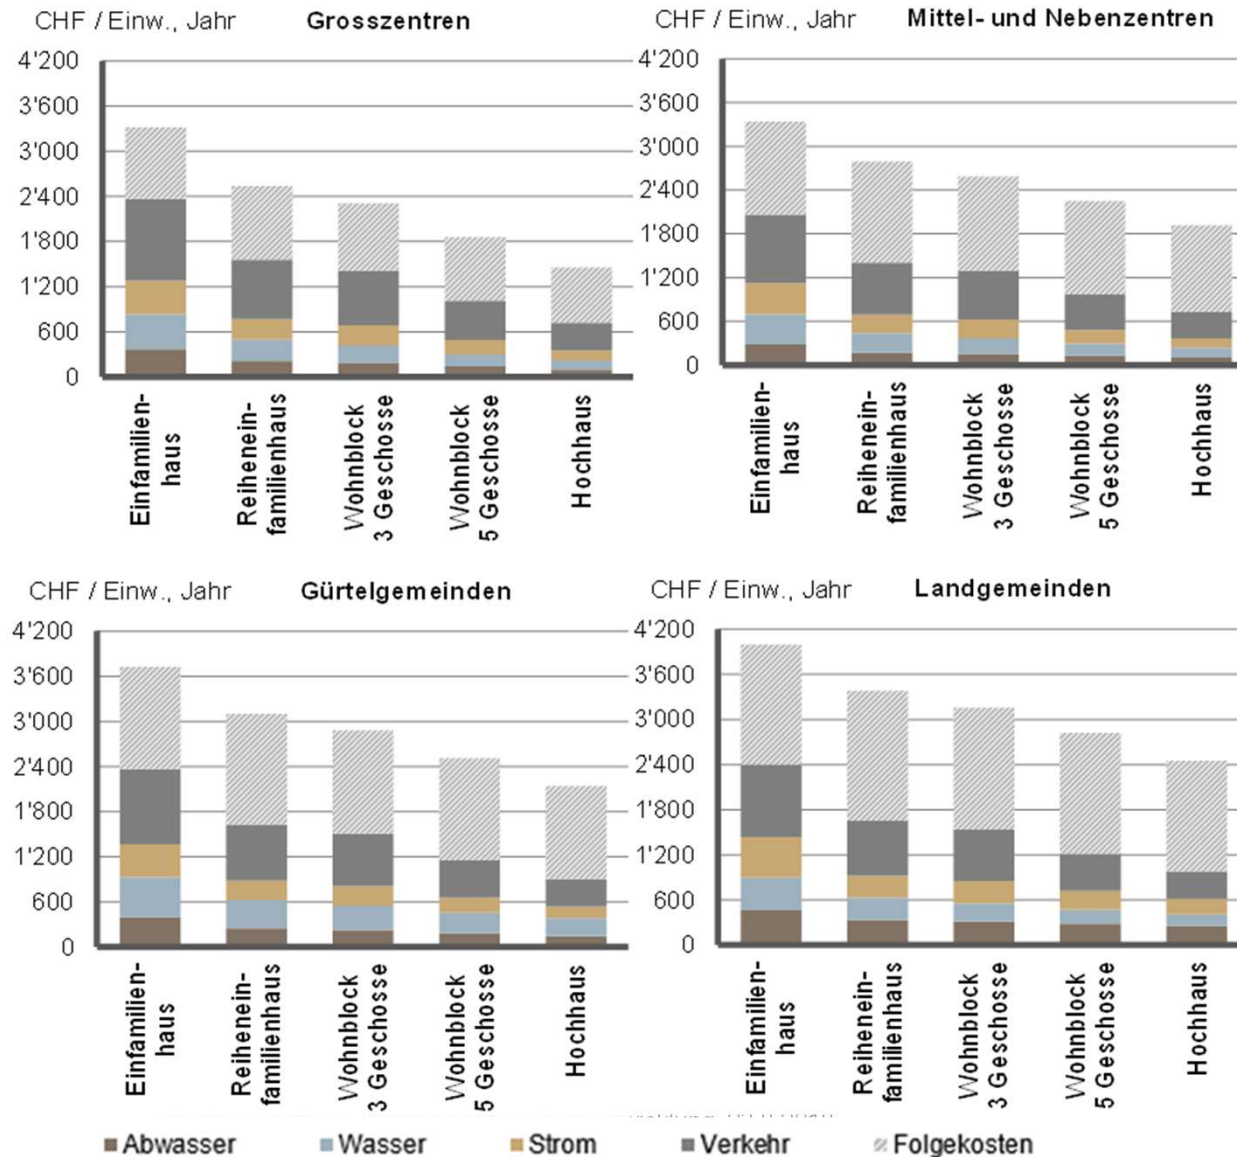 CHF / Einw., Jahr Grosszentren
4'200
3'600
3'000
2'400
1'800
1'200
600
0
Einfamilien-
haus
Reihenein-
familienhaus
Wohnblock
3 Geschosse
Wohnblock
5 Geschosse
Hochhaus
CHF / Einw., Jahr Mittel- und Nebenzentren
4'200
3'600
3'000
2'400
1'800
1'200
600
0
Einfamilien-
haus
Reihenein-
familienhaus
Wohnblock
3 Geschosse
Wohnblock
5 Geschosse
Hochhaus
CHF / Einw., Jahr Gürtelgemeinden
4'200
3'600
3'000
2'400
1'800
1'200
600
0
Einfamilien-
haus
Reihenein-
familienhaus
Wohnblock
3 Geschosse
Wohnblock
5 Geschosse
Hochhaus
CHF / Einw., Jahr Landgemeinden
4'200
3'600
3'000
2'400
1'800
1'200
600
0
Einfamilien-
haus
Reihenein-
familienhaus
Wohnblock
3 Geschosse
Wohnblock
5 Geschosse
Hochhaus
Abwasser Wasser Strom Verkehr Folgekosten